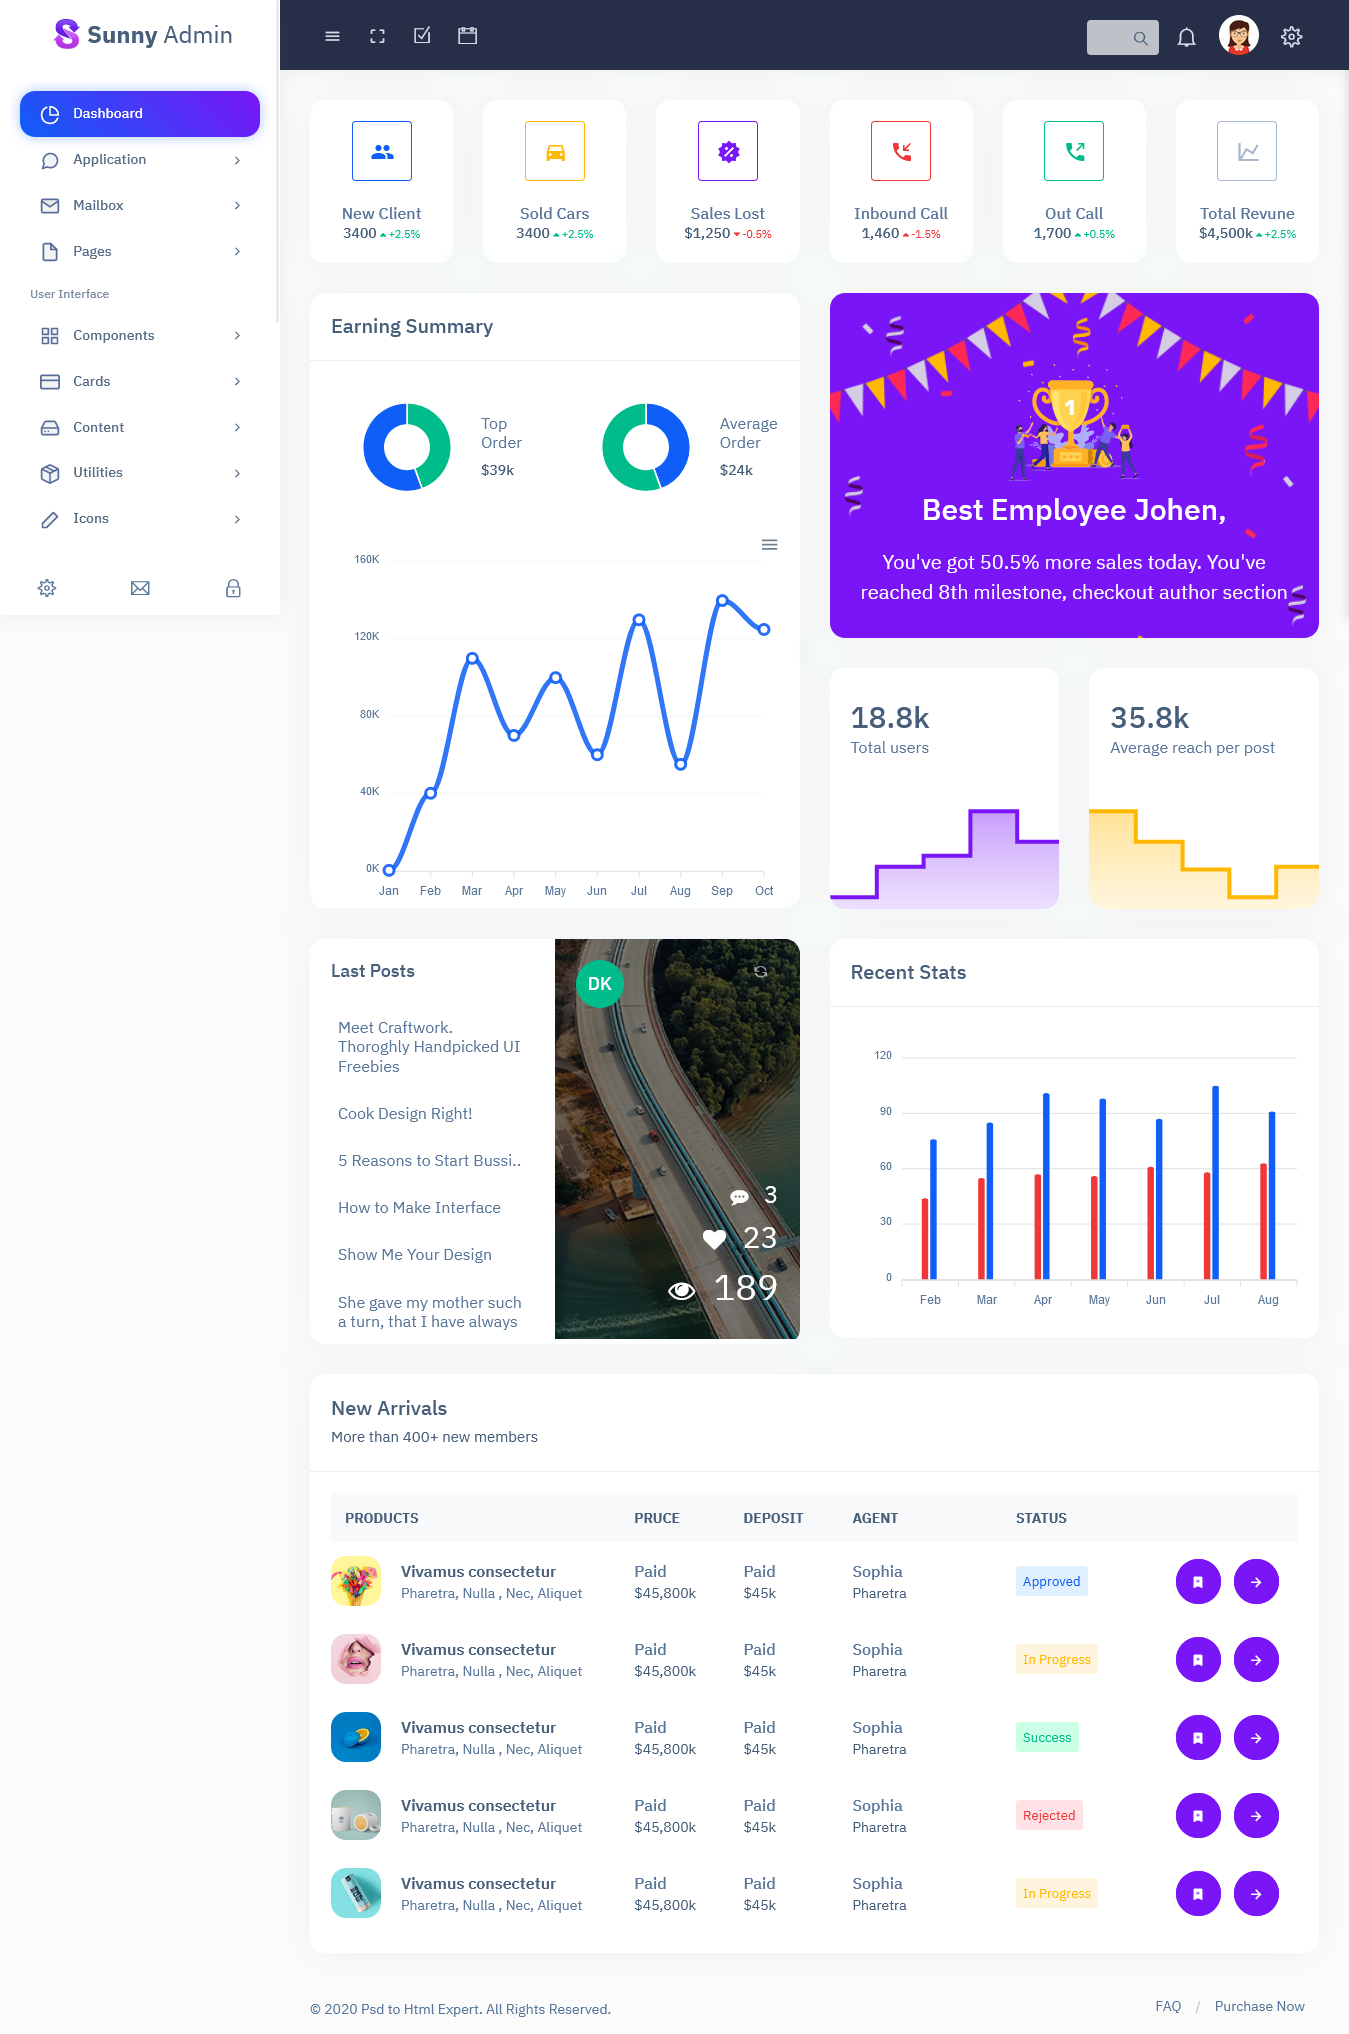 Sunny Admin
Dashboard
Application
Mailbox
Pages
User Interface
Components
Cards
Content
Utilities
Icons
New Client
3400 +2.5%
Sold Cars
3400 +2.5%
Sales Lost
$1,250 -0.5%
Inbound Call
1,460 -1.5%
Out Call
1,700 +0.5%
Total Revune
$4,500k +2.5%
Earning Summary
Top
Order
$39k
Average
Order
$24k
160K
120K
80K
40K
0K
Jan Feb Mar Apr May Jun Jul Aug Sep Oct
1
Best Employee Johen,
You've got 50.5% more sales today. You've
reached 8th milestone, checkout author section
18.8k
Total users
35.8k
Average reach per post
Last Posts
Meet Craftwork.
Thoroghly Handpicked UI
Freebies
Cook Design Right!
5 Reasons to Start Bussi..
How to Make Interface
Show Me Your Design
She gave my mother such
a turn, that I have always
DK
3
23
189
Recent Stats
120
90
60
30
0
Feb Mar Apr May Jun Jul Aug
New Arrivals
More than 400+ new members
PRODUCTS PRUCE DEPOSIT AGENT STATUS
Vivamus consectetur Paid Paid Sophia
Pharetra, Nulla , Nec, Aliquet $45,800k $45k Pharetra
Approved
Vivamus consectetur Paid Paid Sophia
Pharetra, Nulla , Nec, Aliquet $45,800k $45k Pharetra
In Progress
Vivamus consectetur Paid Paid Sophia
Pharetra, Nulla , Nec, Aliquet $45,800k $45k Pharetra
Success
Vivamus consectetur Paid Paid Sophia
Pharetra, Nulla , Nec, Aliquet $45,800k $45k Pharetra
Rejected
Vivamus consectetur Paid Paid Sophia
Pharetra, Nulla , Nec, Aliquet $45,800k $45k Pharetra
In Progress
© 2020 Psd to Html Expert. All Rights Reserved.
FAQ / Purchase Now